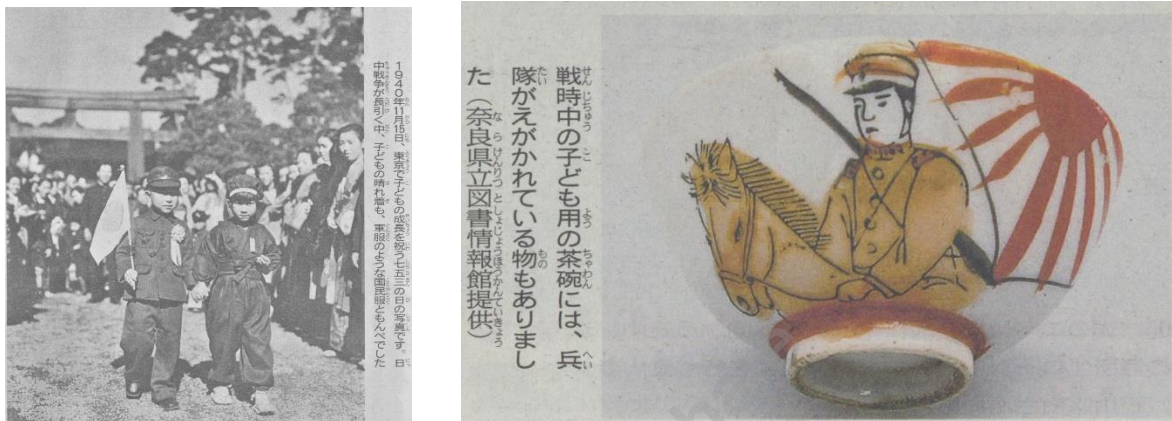 1940年11月15日、東京で子どもの成長を祝う七五三の日の写真です。日
中戦争が長引く中、子どもの晴れ着も、軍服のような国民服ともんぺでした
戦時中の子ども用の茶碗には、兵
隊がえがかれている物もありまし
た（奈良県立図書情報館提供）